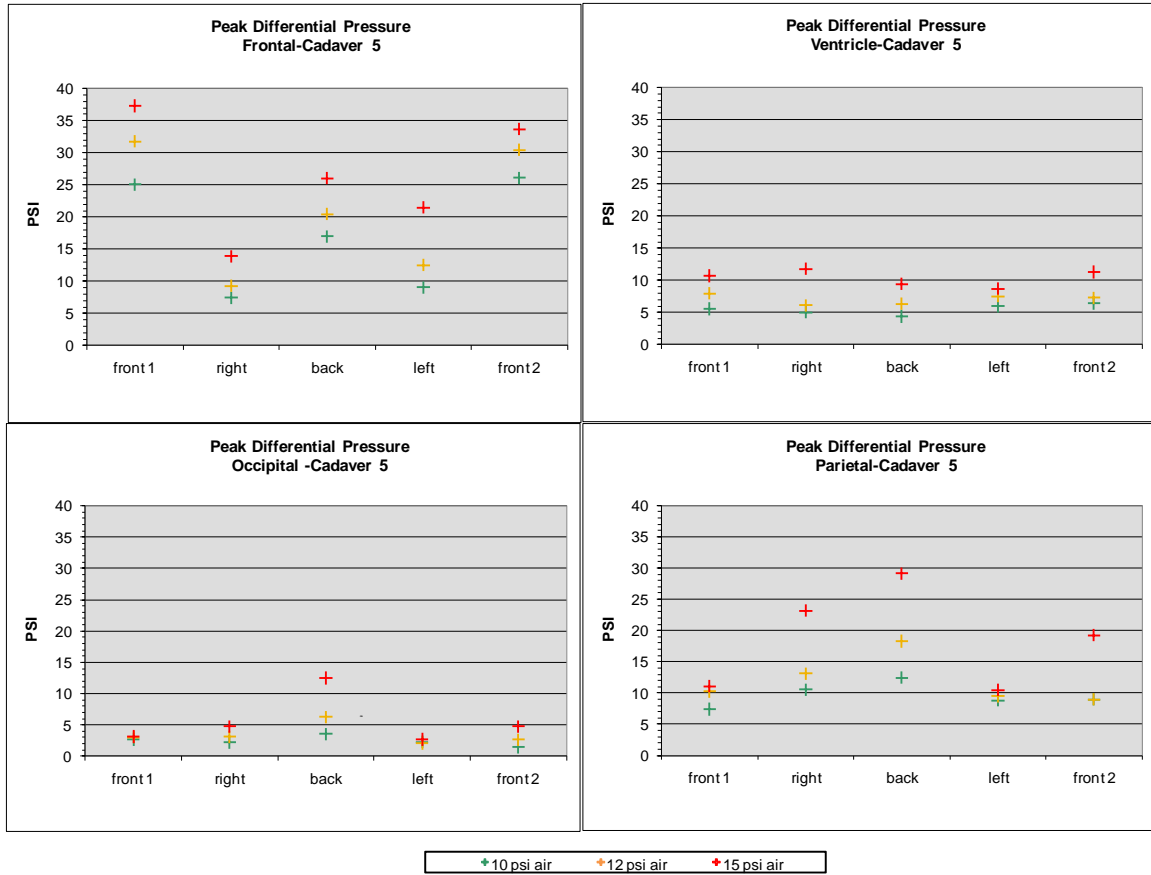 Peak Differential Pressure
Frontal-Cadaver 5
PSI
40
35
30
25
20
15
10
5
0
front 1 right back left front 2
Peak Differential Pressure
Ventricle-Cadaver 5
PSI
40
35
30
25
20
15
10
5
0
front 1 right back left front 2
Peak Differential Pressure
Occipital -Cadaver 5
PSI
40
35
30
25
20
15
10
5
0
front 1 right back left front 2
Peak Differential Pressure
Parietal-Cadaver 5
PSI
40
35
30
25
20
15
10
5
0
front 1 right back left front 2
10 psi air 12 psi air 15 psi air